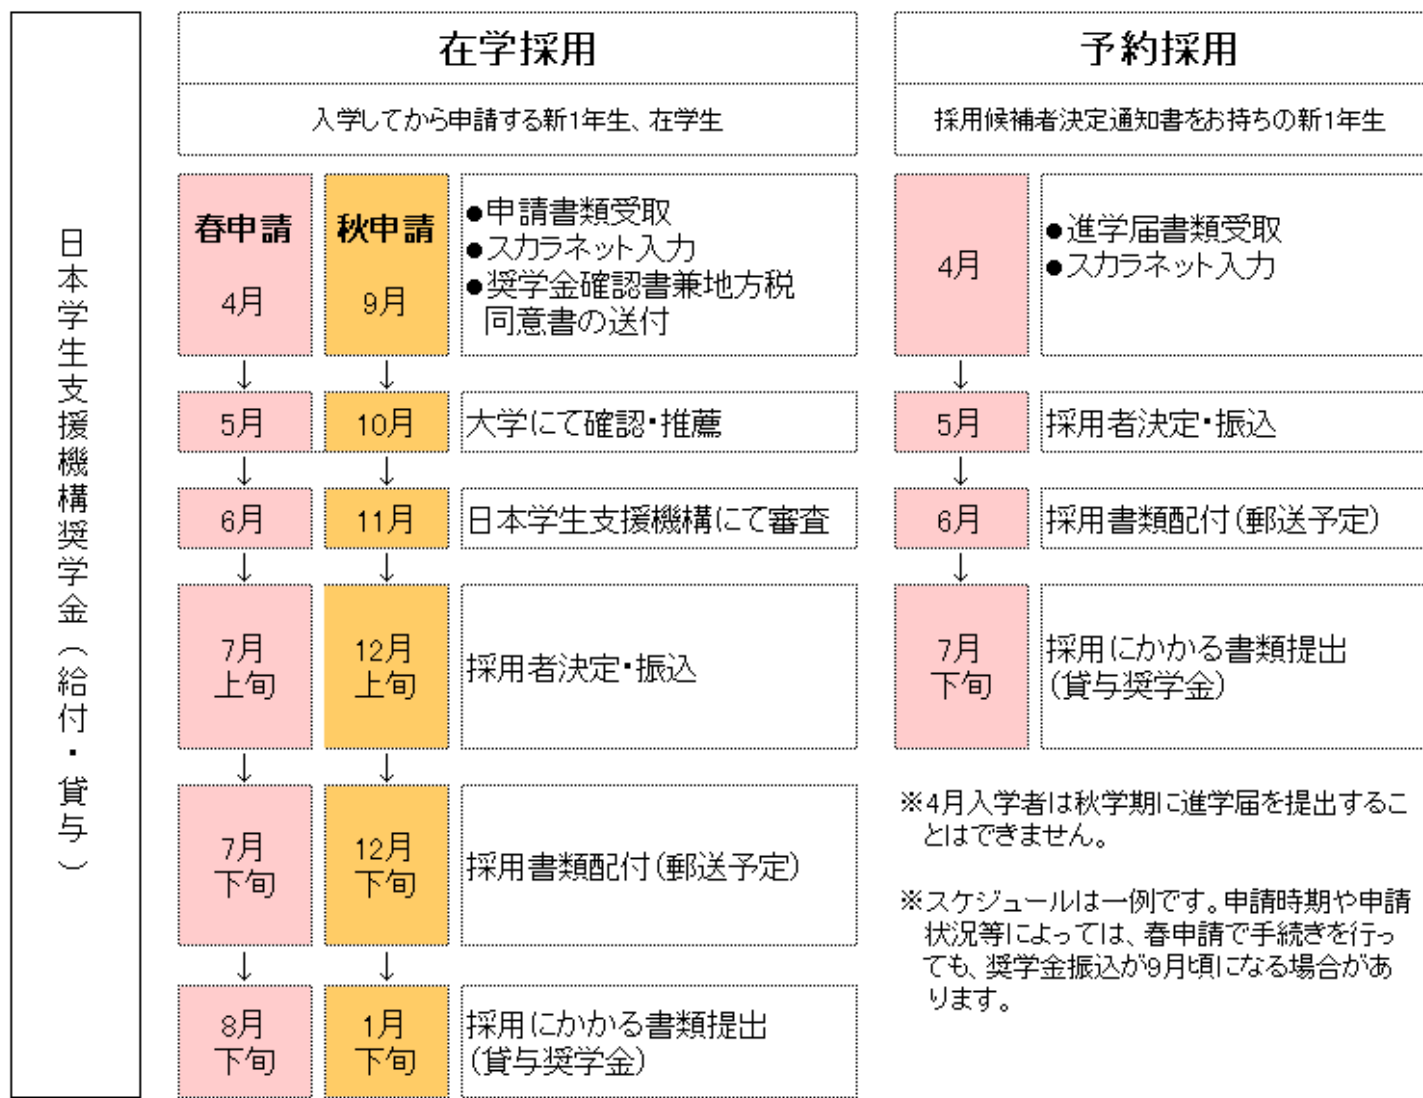 日本学生支援機構奨学金（給付・貸与）
在学採用
入学してから申請する新1年生、在学生
春申請
4月
秋申請
9月
●申請書類受取
●スカラネット入力
●奨学金確認書兼地方税
同意書の送付
↓
↓
5月
10月
大学にて確認・推薦
↓
↓
6月
11月
日本学生支援機構にて審査
↓
↓
7月
上旬
12月
上旬
採用者決定・振込
↓
↓
7月
下旬
12月
下旬
採用書類配付(郵送予定)
↓
↓
8月
下旬
1月
下旬
採用にかかる書類提出
(貸与奨学金)
予約採用
採用候補者決定通知書をお持ちの新1年生
4月
●進学届書類受取
●スカラネット入力
↓
5月
採用者決定・振込
↓
6月
採用書類配付(郵送予定)
↓
7月
下旬
採用にかかる書類提出
(貸与奨学金)
※4月入学者は秋学期に進学届を提出するこ
とはできません。
※スケジュールは一例です。申請時期や申請
状況等によっては、春申請で手続きを行っ
ても、奨学金振込が9月頃になる場合があ
ります。